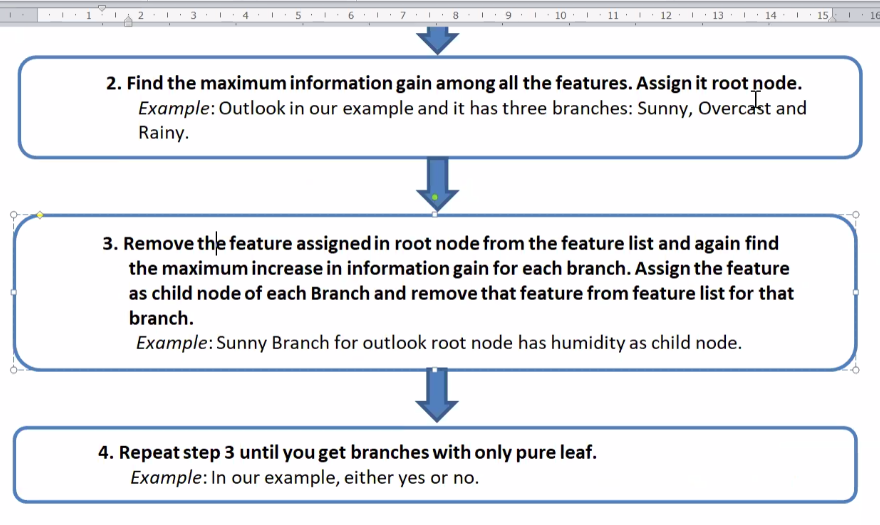 1 2 3 4 5 6 7 8 9 10 11 12 13 14 15 16
2. Find the maximum information gain among all the features. Assign it root node.
Example: Outlook in our example and it has three branches: Sunny, Overcast and
Rainy.
3. Remove the feature assigned in root node from the feature list and again find
the maximum increase in information gain for each branch. Assign the feature
as child node of each Branch and remove that feature from feature list for that
branch.
Example: Sunny Branch for outlook root node has humidity as child node.
4. Repeat step 3 until you get branches with only pure leaf.
Example: In our example, either yes or no.